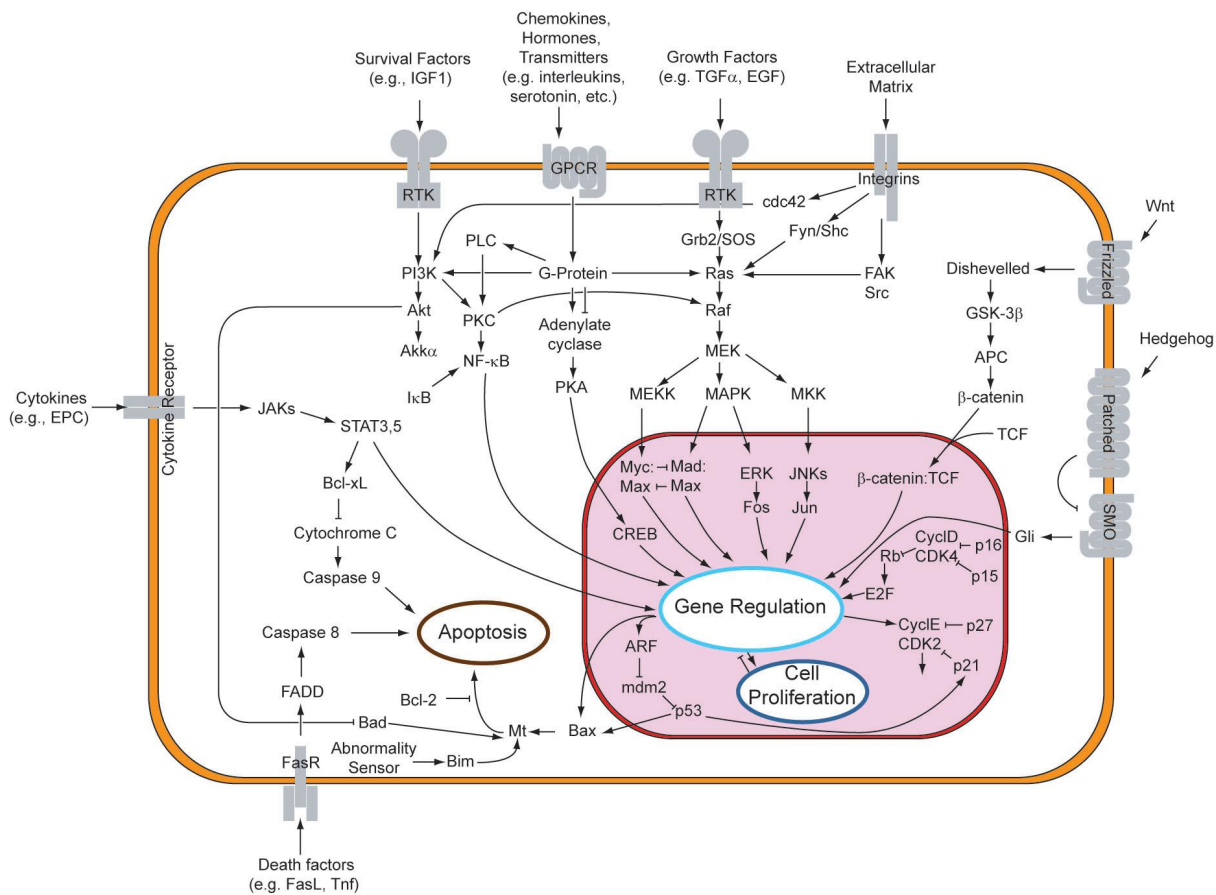 Chemokines,
Hormones,
Transmitters
(e.g. interleukins,
serotonin, etc.)
Survival Factors
(e.g., IGF1)
Growth Factors
(e.g. TGFα, EGF)
Extracellular
Matrix
RTK
GPCR
RTK
Integrins
cdc42
Wnt
Fyn/Shc
Grb2/SOS
PLC
Frizzled
PI3K
G-Protein
Ras
FAK
Src
Dishevelled
Akt
PKC
Raf
GSK-3β
Adenylate
cyclase
Hedgehog
Akkα
NF-κB
MEK
APC
PKA
MEKK
MAPK
MKK
IκB
β-catenin
Cytokines
(e.g., EPC)
Cytokine Receptor
JAKs
STAT3,5
TCF
Patched
Myc:
Max
Mad:
Max
ERK
JNKs
β-catenin:TCF
Bcl-xL
Fos
Jun
Cytochrome C
CREB
SMO
Gli
CyclD
CDK4
p16
p15
Rb
Caspase 9
E2F
Gene Regulation
Caspase 8
Apoptosis
CyclE
CDK2
p27
p21
ARF
FADD
mdm2
Cell
Proliferation
Bcl-2
p53
Bad
Mt
Bax
FasR
Abnormality
Sensor
Bim
Death factors
(e.g. FasL, Tnf)